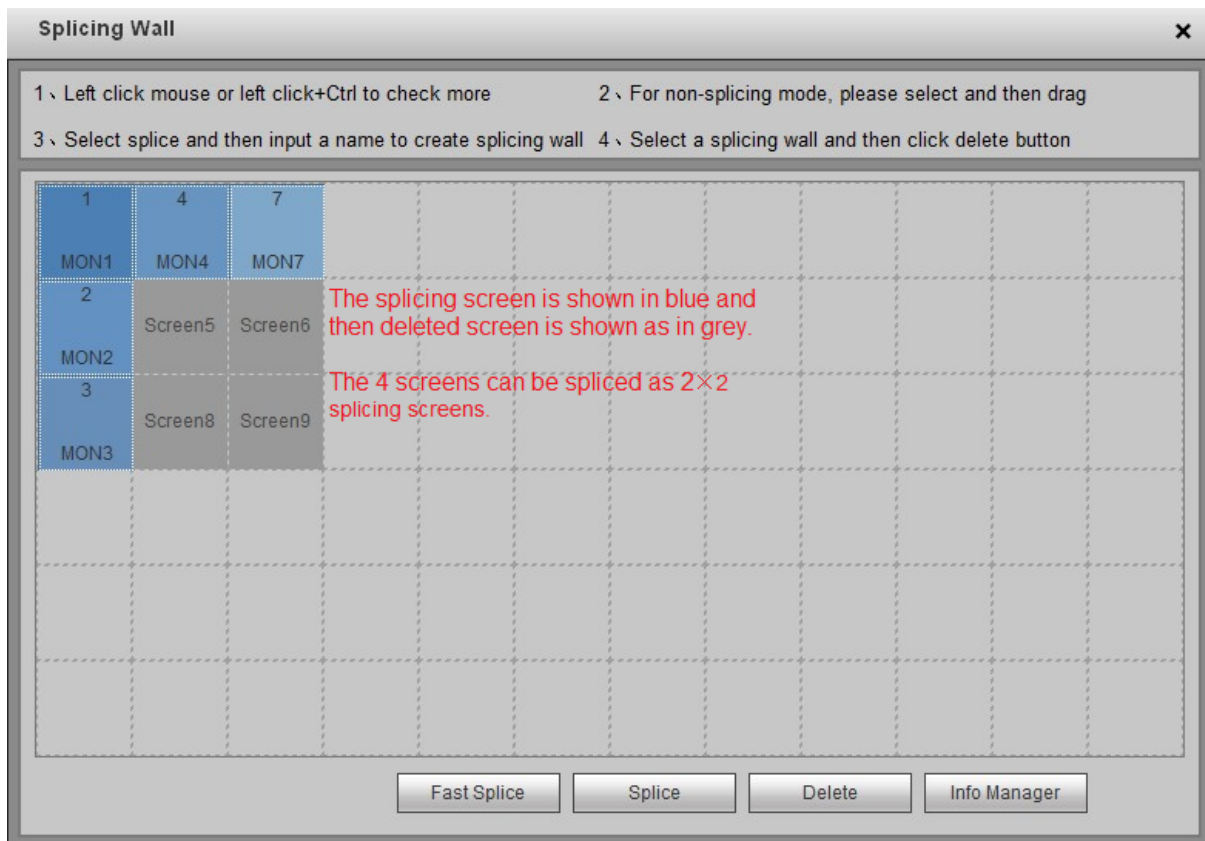 Splicing Wall
1、Left click mouse or left click+Ctrl to check more
2、For non-splicing mode, please select and then drag
3、Select splice and then input a name to create splicing wall
4、Select a splicing wall and then click delete button
1 4 7
MON1 MON4 MON7
2
Screen5 Screen6
MON2
The splicing screen is shown in blue and
then deleted screen is shown as in grey.
3
Screen8 Screen9
MON3
The 4 screens can be spliced as 2×2
splicing screens.
Fast Splice Splice Delete Info Manager